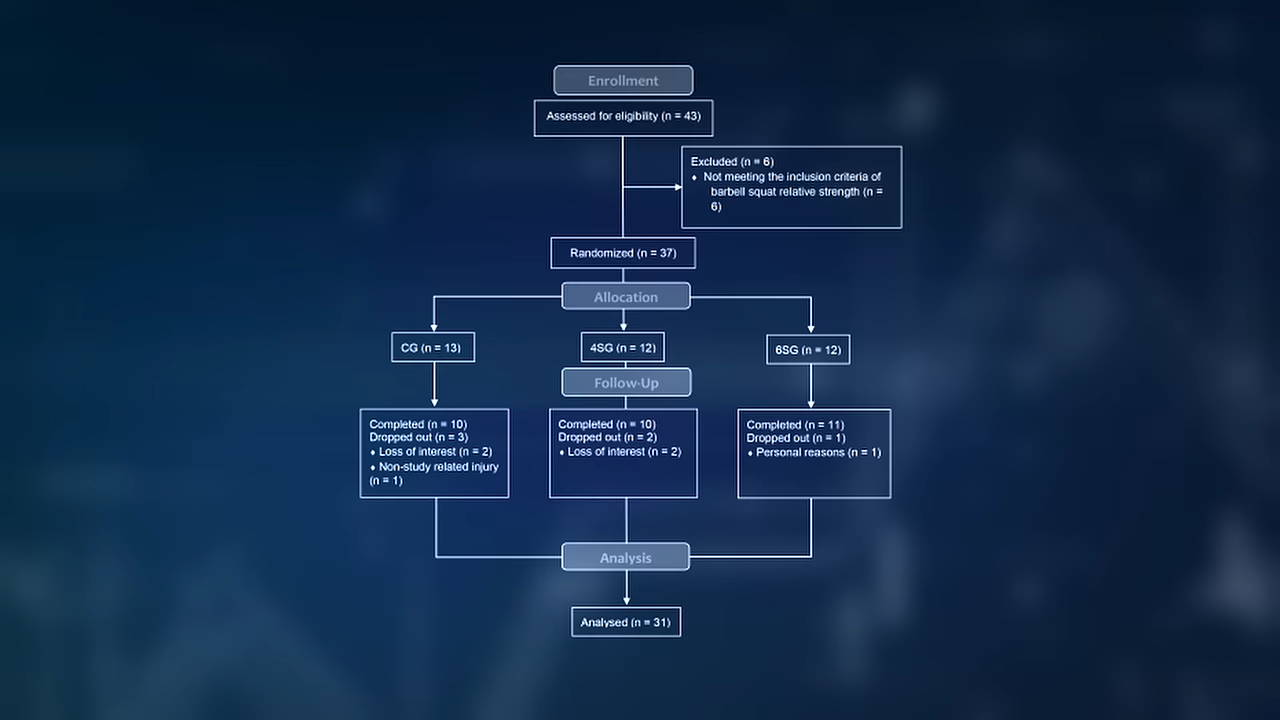 Enrollment
Assessed for eligibility (n = 43)
Excluded (n = 6)
♦ Not meeting the inclusion criteria of
barbell squat relative strength (n =
6)
Randomized (n = 37)
Allocation
CG (n = 13)
4SG (n = 12)
6SG (n = 12)
Follow-Up
Completed (n = 10)
Dropped out (n = 3)
♦ Loss of interest (n = 2)
♦ Non-study related injury
(n = 1)
Completed (n = 10)
Dropped out (n = 2)
♦ Loss of interest (n = 2)
Completed (n = 11)
Dropped out (n = 1)
♦ Personal reasons (n = 1)
Analysis
Analysed (n = 31)